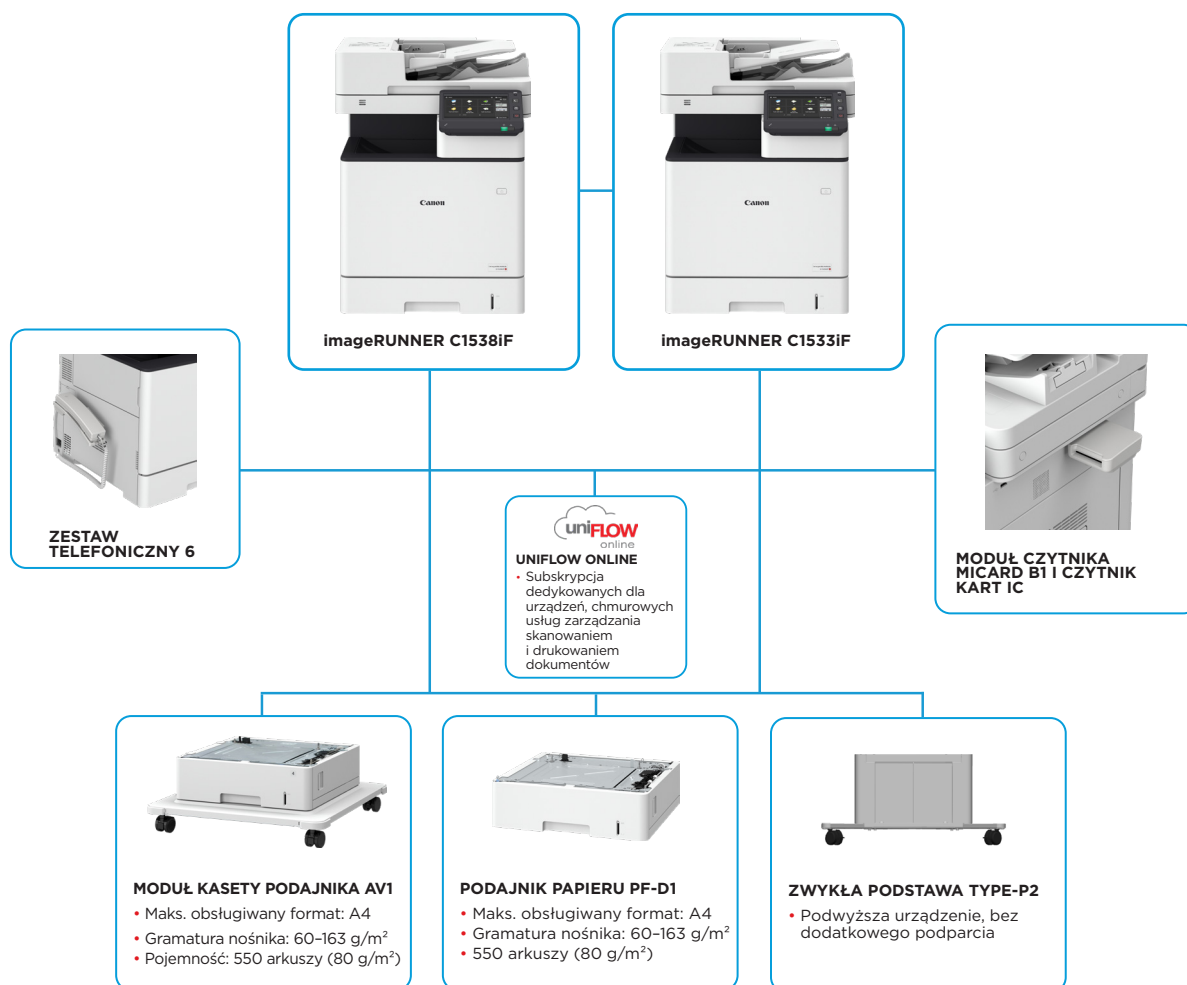 Canon
Canon
imageRUNNER C1538iF
imageRUNNER C1533iF
ZESTAW
TELEFONICZNY 6
uniFLOW
online
UNIFLOW ONLINE
• Subskrypcja
dedykowanych dla
urządzeń, chmurowych
usług zarządzania
skanowaniem
i drukowaniem
dokumentów
MODUŁ CZYTNIKA
MICARD B1 I CZYTNIK
KART IC
MODUŁ KASETY PODAJNIKA AV1
• Maks. obsługiwany format: A4
• Gramatura nośnika: 60–163 g/m²
• Pojemność: 550 arkuszy (80 g/m²)
PODAJNIK PAPIERU PF-D1
• Maks. obsługiwany format: A4
• Gramatura nośnika: 60–163 g/m²
• 550 arkuszy (80 g/m²)
ZWYKŁA PODSTAWA TYPE-P2
• Podwyższa urządzenie, bez
dodatkowego podparcia